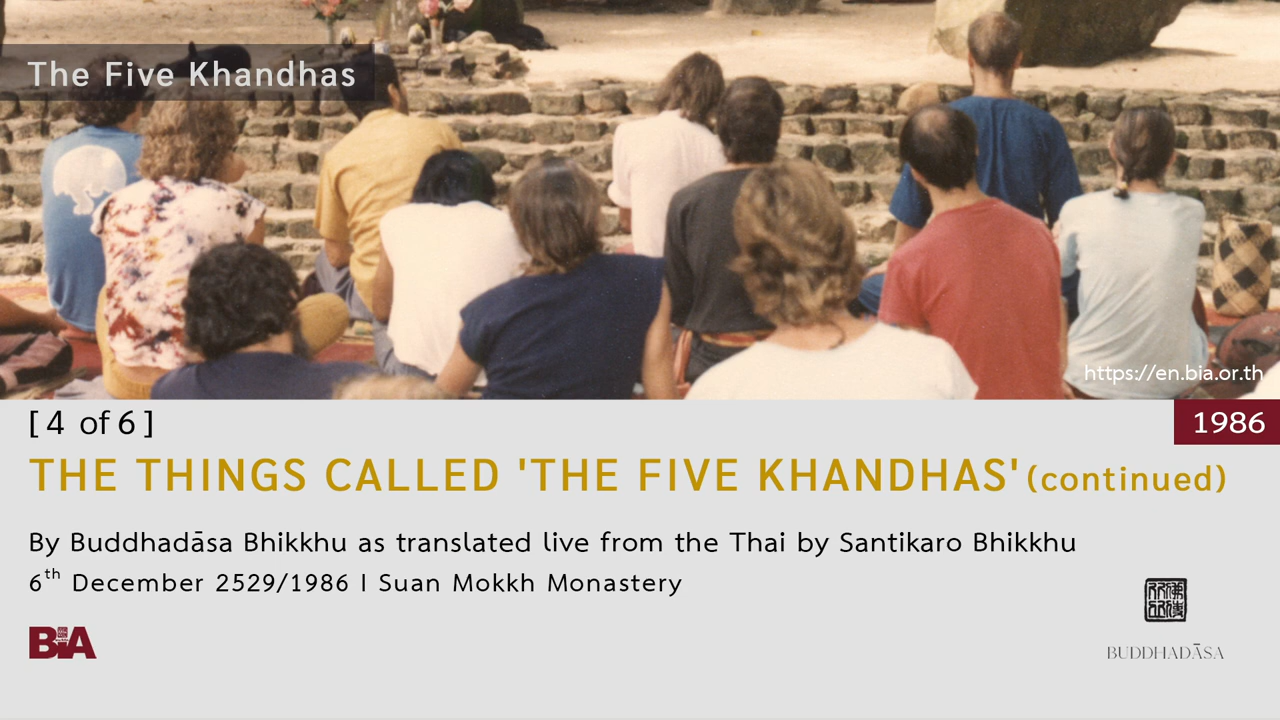 The Five Khandhas
https://en.bia.or.th
[ 4 of 6 ]
1986
THE THINGS CALLED 'THE FIVE KHANDHAS' (continued)
By Buddhadāsa Bhikkhu as translated live from the Thai by Santikaro Bhikkhu
6th December 2529/1986 I Suan Mokkh Monastery
BIA
BUDDHADĀSA